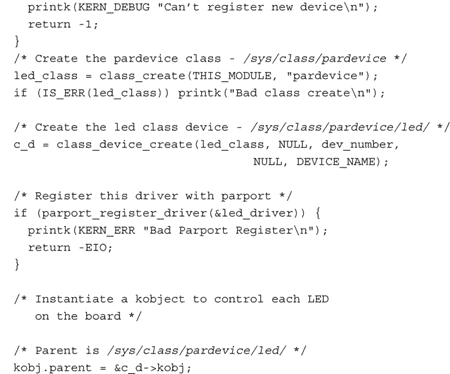 printk(KERN_DEBUG "Can't register new device\n");
return -1;
}
/* Create the pardevice class - /sys/class/pardevice */
led_class = class_create(THIS_MODULE, "pardevice");
if (IS_ERR(led_class)) printk("Bad class create\n");
/* Create the led class device - /sys/class/pardevice/led/ */
c_d = class_device_create(led_class, NULL, dev_number,
NULL, DEVICE_NAME);
/* Register this driver with parport */
if (parport_register_driver(&led_driver)) {
printk(KERN_ERR "Bad Parport Register\n");
return -EIO;
}
/* Instantiate a kobject to control each LED
on the board */
/* Parent is /sys/class/pardevice/led/ */
kobj.parent = &c_d->kobj;